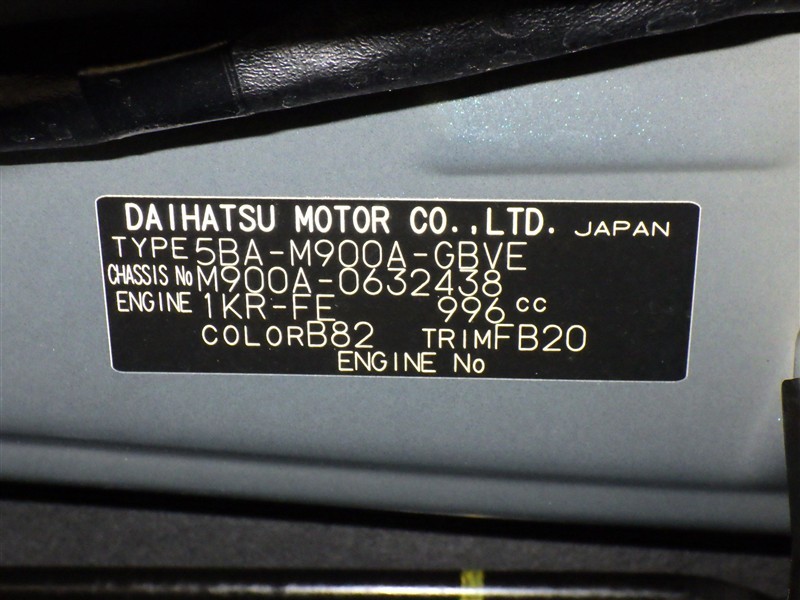 DAIHATSU MOTOR CO.,LTD. JAPAN
TYPE 5BA-M900A-GBVE
CHASSIS No M900A-0632438
ENGINE 1KR-FE 996 cc
COLOR B82 TRIM FB20
ENGINE No